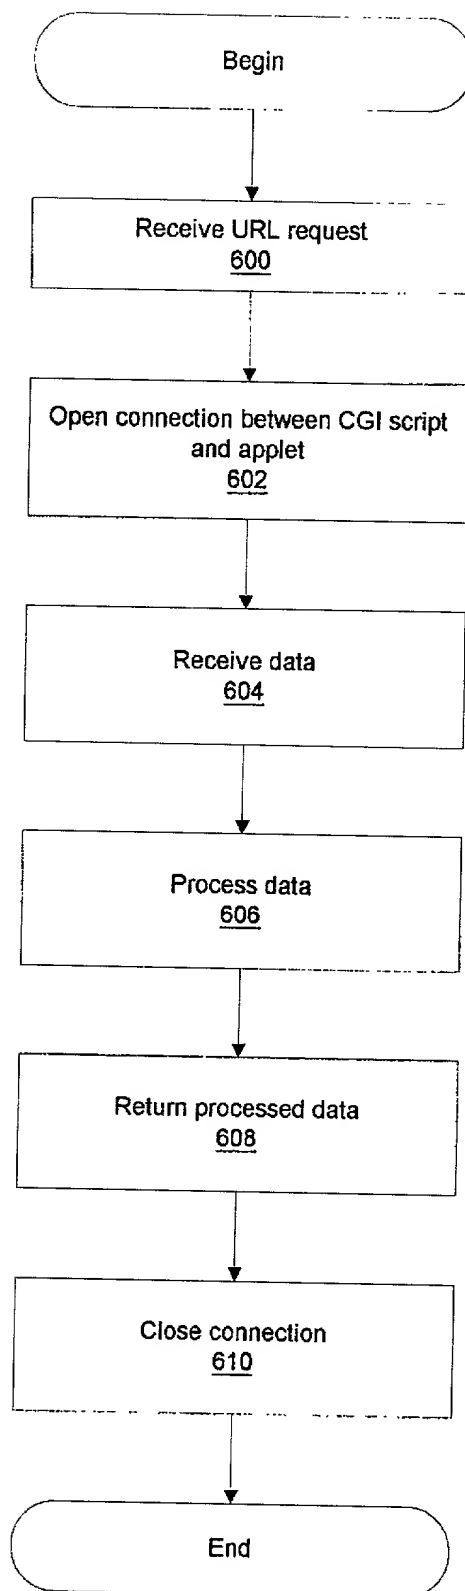 Begin
Receive URL request
600
Open connection between CGI script
and applet
602
Receive data
604
Process data
606
Return processed data
608
Close connection
610
End